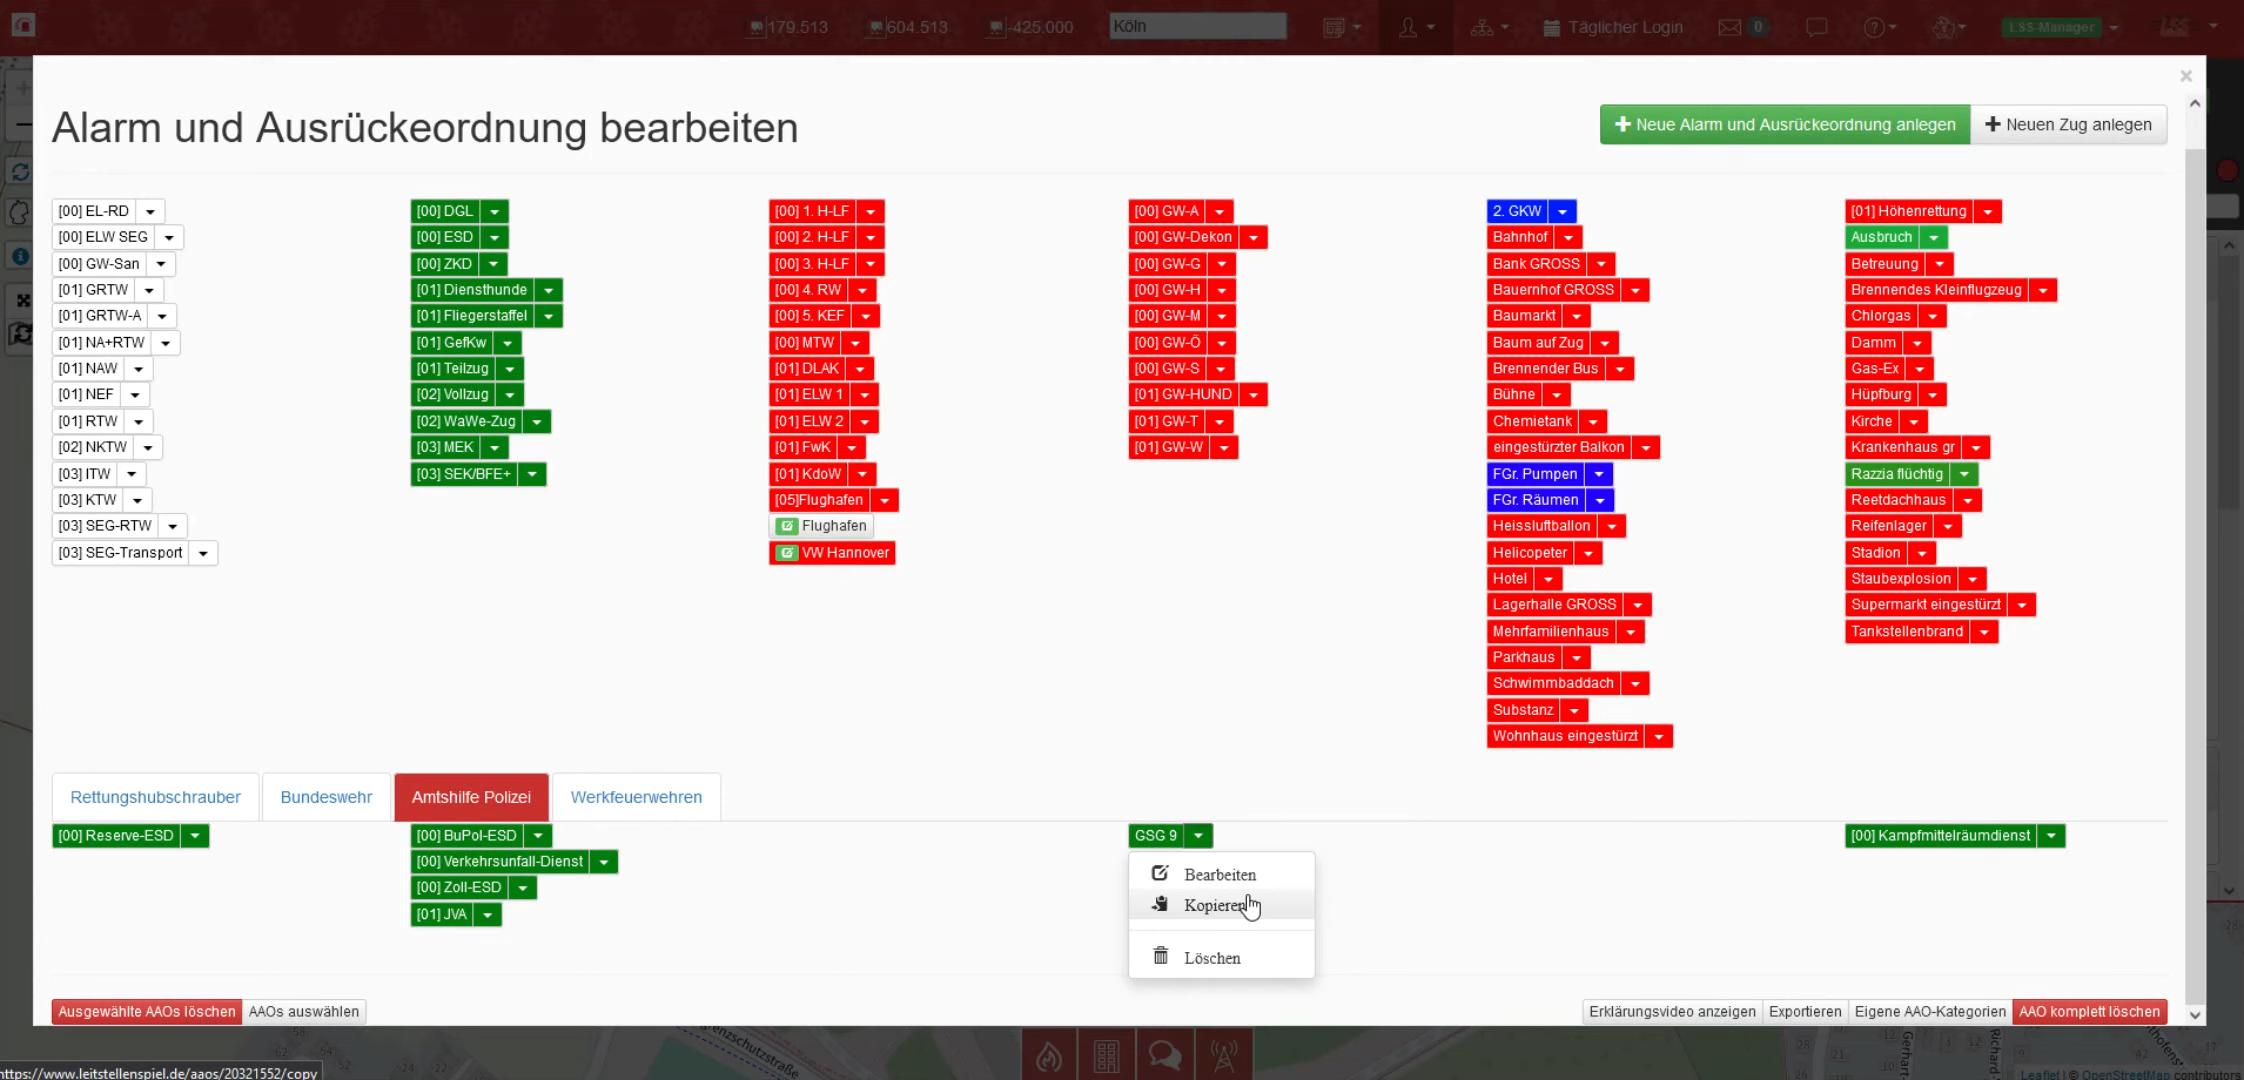 179.513
604.513
-425.000
Köln
Täglicher Login
0
LSS-Manager
×
Alarm und Ausrückeordnung bearbeiten
Neue Alarm und Ausrückeordnung anlegen
Neuen Zug anlegen
[00] EL-RD
[00] ELW SEG
[00] GW-San
[01] GRTW
[01] GRTW-A
[01] NA+RTW
[01] NAW
[01] NEF
[01] RTW
[02] NKTW
[03] ITW
[03] KTW
[03] SEG-RTW
[03] SEG-Transport
[00] DGL
[00] ESD
[00] ZKD
[01] Diensthunde
[01] Fliegerstaffel
[01] GefKw
[01] Teilzug
[02] Vollzug
[02] WaWe-Zug
[03] MEK
[03] SEK/BFE+
[00] 1. H-LF
[00] 2. H-LF
[00] 3. H-LF
[00] 4. RW
[00] 5. KEF
[00] MTW
[01] DLAK
[01] ELW 1
[01] ELW 2
[01] FwK
[01] KdoW
[05]Flughafen
Flughafen
VW Hannover
[00] GW-A
[00] GW-Dekon
[00] GW-G
[00] GW-H
[00] GW-M
[00] GW-Ö
[00] GW-S
[01] GW-HUND
[01] GW-T
[01] GW-W
2. GKW
Bahnhof
Bank GROSS
Bauernhof GROSS
Baumarkt
Baum auf Zug
Brennender Bus
Bühne
Chemietank
eingestürzter Balkon
FGr. Pumpen
FGr. Räumen
Heissluftballon
Helicopeter
Hotel
Lagerhalle GROSS
Mehrfamilienhaus
Parkhaus
Schwimmbaddach
Substanz
Wohnhaus eingestürzt
[01] Höhenrettung
Ausbruch
Betreuung
Brennendes Kleinflugzeug
Chlorgas
Damm
Gas-Ex
Hüpfburg
Kirche
Krankenhaus gr
Razzia flüchtig
Reetdachhaus
Reifenlager
Stadion
Staubexplosion
Supermarkt eingestürzt
Tankstellenbrand
Rettungshubschrauber
Bundeswehr
Amtshilfe Polizei
Werkfeuerwehren
[00] Reserve-ESD
[00] BuPol-ESD
[00] Verkehrsunfall-Dienst
[00] Zoll-ESD
[01] JVA
GSG 9
Bearbeiten
Kopieren
Löschen
[00] Kampfmittelräumdienst
Ausgewählte AAOs löschen
AAOs auswählen
Erklärungsvideo anzeigen
Exportieren
Eigene AAO-Kategorien
AAO komplett löschen
https://www.leitstellenspiel.de/aaos/20321552/copy
Leaflet | © OpenStreetMap contributors